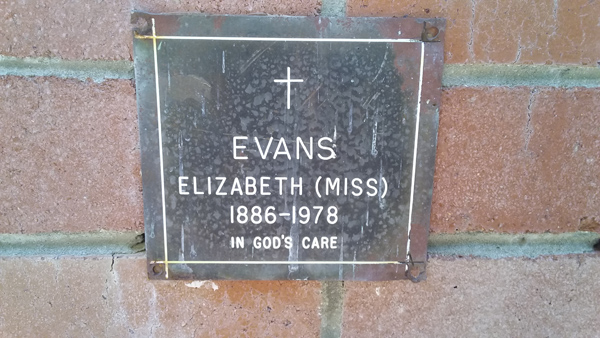 EVANS
ELIZABETH (MISS)
1886-1978
IN GOD'S CARE